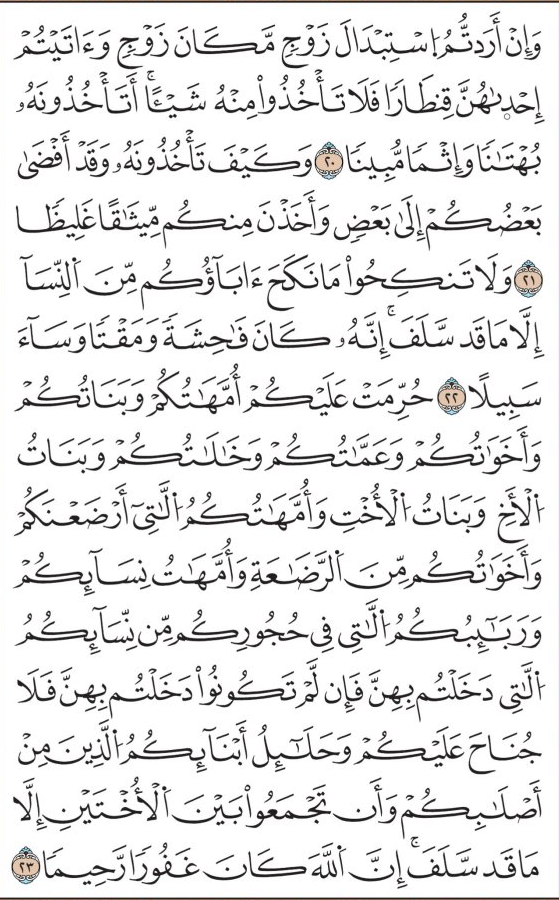 وَإِنۡ أَرَدتُّمُ ٱسۡتِبۡدَالَ زَوۡجٖ مَّكَانَ زَوۡجٖ وَءَاتَيۡتُمۡ
إِحۡدَىٰهُنَّ قِنطَارٗا فَلَا تَأۡخُذُواْ مِنۡهُ شَيۡـًٔاۚ أَتَأۡخُذُونَهُۥ
بُهۡتَٰنٗا وَإِثۡمٗا مُّبِينٗا ٢٠ وَكَيۡفَ تَأۡخُذُونَهُۥ وَقَدۡ أَفۡضَىٰ
بَعۡضُكُمۡ إِلَىٰ بَعۡضٖ وَأَخَذۡنَ مِنكُم مِّيثَٰقًا غَلِيظٗا
٢١ وَلَا تَنكِحُواْ مَا نَكَحَ ءَابَآؤُكُم مِّنَ ٱلنِّسَآ
إِلَّا مَا قَدۡ سَلَفَۚ إِنَّهُۥ كَانَ فَٰحِشَةٗ وَمَقۡتٗا وَسَآءَ
سَبِيلًا ٢٢ حُرِّمَتۡ عَلَيۡكُمۡ أُمَّهَٰتُكُمۡ وَبَنَاتُكُمۡ
وَأَخَوَٰتُكُمۡ وَعَمَّٰتُكُمۡ وَخَٰلَٰتُكُمۡ وَبَنَاتُ
ٱلۡأَخِ وَبَنَاتُ ٱلۡأُخۡتِ وَأُمَّهَٰتُكُمُ ٱلَّٰتِيٓ أَرۡضَعۡنَكُمۡ
وَأَخَوَٰتُكُم مِّنَ ٱلرَّضَٰعَةِ وَأُمَّهَٰتُ نِسَآئِكُمۡ
وَرَبَٰٓئِبُكُمُ ٱلَّٰتِي فِي حُجُورِكُم مِّن نِّسَآئِكُمُ
ٱلَّٰتِي دَخَلۡتُم بِهِنَّ فَإِن لَّمۡ تَكُونُواْ دَخَلۡتُم بِهِنَّ فَلَا
جُنَاحَ عَلَيۡكُمۡ وَحَلَٰٓئِلُ أَبۡنَآئِكُمُ ٱلَّذِينَ مِنۡ
أَصۡلَٰبِكُمۡ وَأَن تَجۡمَعُواْ بَيۡنَ ٱلۡأُخۡتَيۡنِ إِلَّا
مَا قَدۡ سَلَفَۗ إِنَّ ٱللَّهَ كَانَ غَفُورٗا رَّحِيمٗا ٢٣